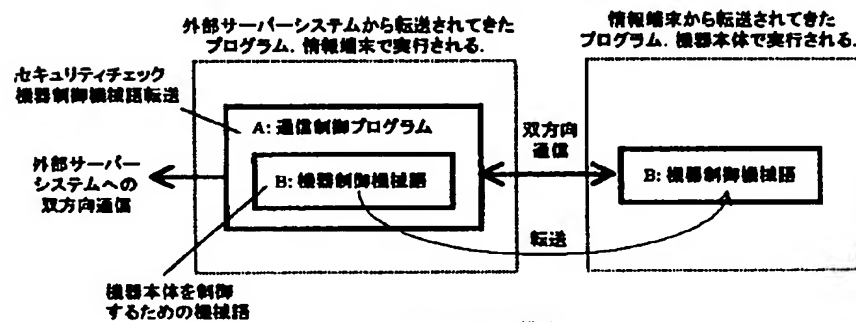 外部サーバーシステムから転送されてきた
プログラム. 情報端末で実行される.
情報端末から転送されてきた
プログラム. 機器本体で実行される.
セキュリティチェック
機器制御機械語転送
A: 通信制御プログラム
双方向
通信
外部サーバー
システムへの
双方向通信
B: 機器制御機械語
B: 機器制御機械語
転送
機器本体を制御
するための機械語